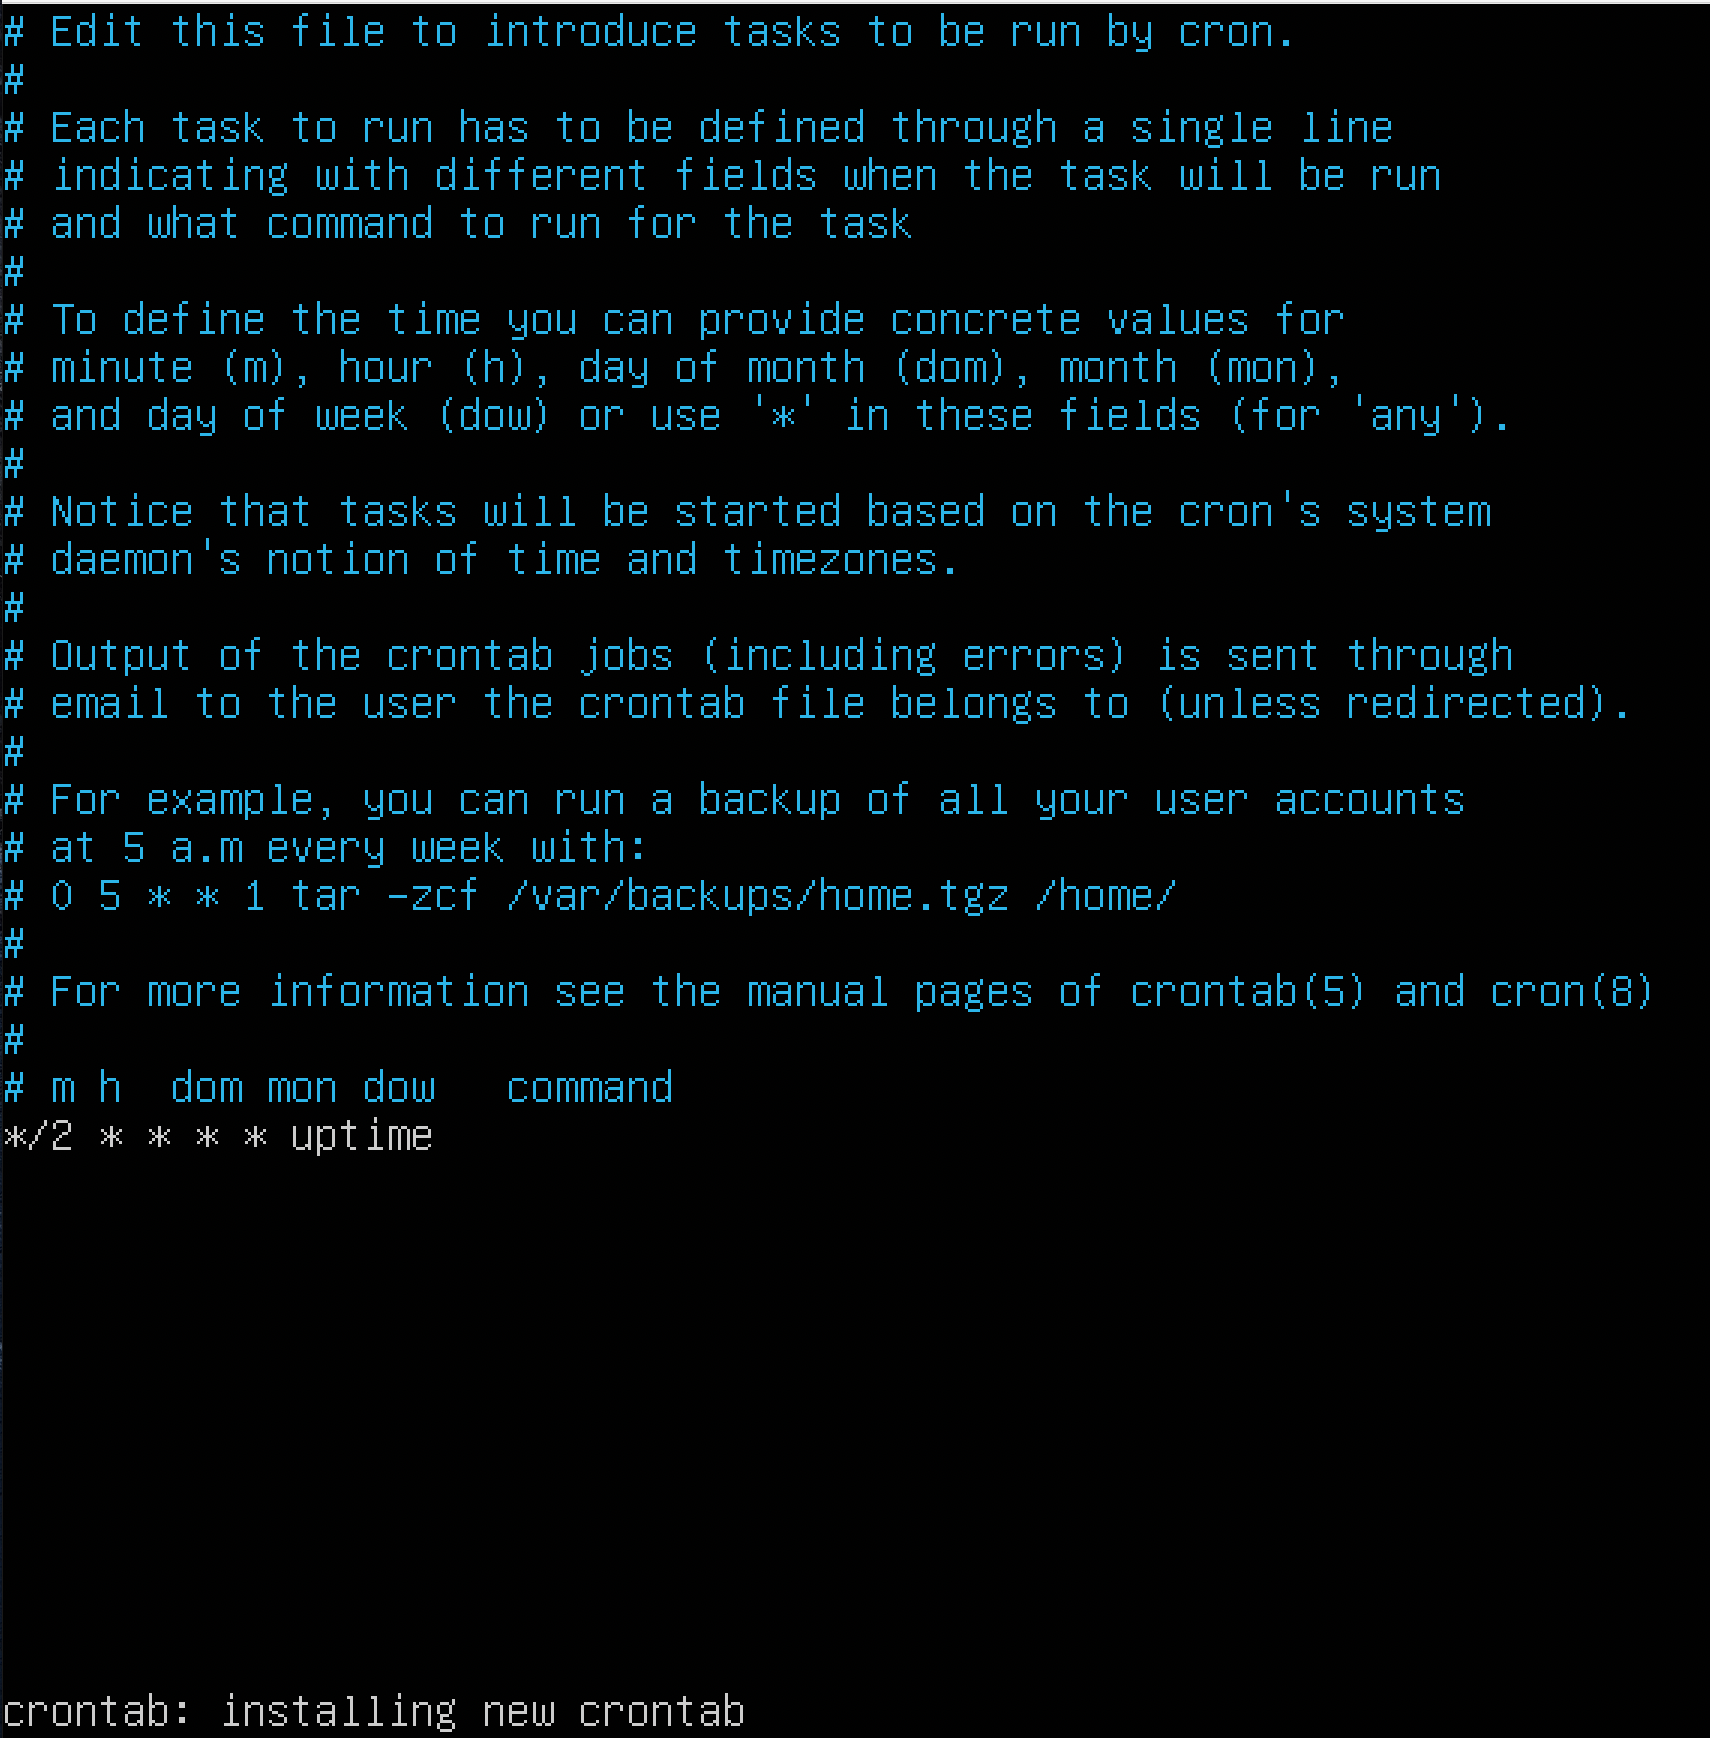 # Edit this file to introduce tasks to be run by cron.
#
# Each task to run has to be defined through a single line
# indicating with different fields when the task will be run
# and what command to run for the task
#
# To define the time you can provide concrete values for
# minute (m), hour (h), day of month (dom), month (mon),
# and day of week (dow) or use '*' in these fields (for 'any').
#
# Notice that tasks will be started based on the cron's system
# daemon's notion of time and timezones.
#
# Output of the crontab jobs (including errors) is sent through
# email to the user the crontab file belongs to (unless redirected).
#
# For example, you can run a backup of all your user accounts
# at 5 a.m every week with:
# 0 5 * * 1 tar -zcf /var/backups/home.tgz /home/
#
# For more information see the manual pages of crontab(5) and cron(8)
#
# m h  dom mon dow   command
*/2 * * * * uptime
crontab: installing new crontab